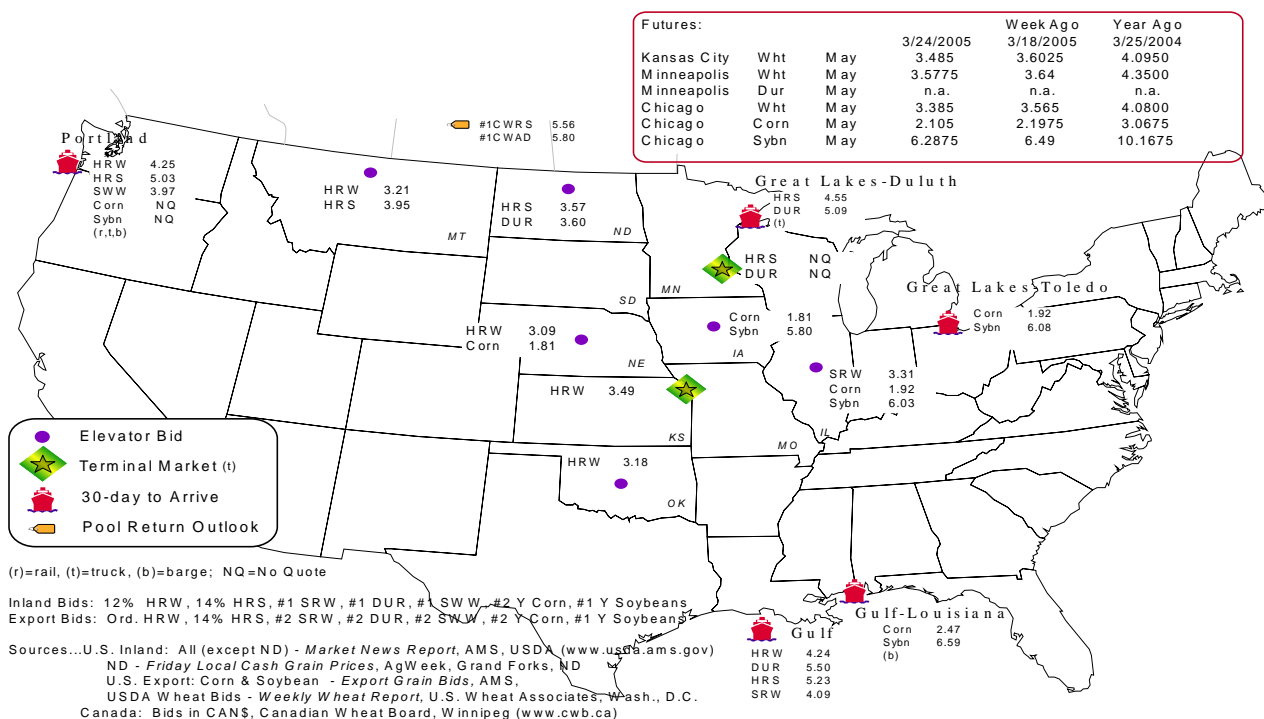 Futures: Week Ago Year Ago
3/24/2005 3/18/2005 3/25/2004
Kansas City Wht May 3.485 3.6025 4.0950
Minneapolis Wht May 3.5775 3.64 4.3500
Minneapolis Dur May n.a. n.a. n.a.
Chicago Wht May 3.385 3.565 4.0800
Chicago Corn May 2.105 2.1975 3.0675
Chicago Sybn May 6.2875 6.49 10.1675
#1CWRS 5.56
#1CWAD 5.80
Portland
HRW 4.25
HRS 5.03
SWW 3.97
Corn NQ
Sybn NQ
(r,t,b)
HRW 3.21
HRS 3.95
MT
HRS 3.57
DUR 3.60
ND
Great Lakes-Duluth
HRS 4.55
DUR 5.09
(t)
HRS NQ
DUR NQ
MN
SD
Great Lakes-Toledo
Corn 1.92
Sybn 6.08
HRW 3.09
Corn 1.81
NE
Corn 1.81
Sybn 5.80
IA
SRW 3.31
Corn 1.92
Sybn 6.03
IL
HRW 3.49
KS
MO
HRW 3.18
OK
Elevator Bid
Terminal Market (t)
30-day to Arrive
Pool Return Outlook
(r)=rail, (t)=truck, (b)=barge; NQ=No Quote
Inland Bids: 12% HRW, 14% HRS, #1 SRW, #1 DUR, #1 SWW, #2 Y Corn, #1 Y Soybeans
Export Bids: Ord. HRW, 14% HRS, #2 SRW, #2 DUR, #2 SWW, #2 Y Corn, #1 Y Soybeans
Gulf-Louisiana
Corn 2.47
Sybn 6.59
(b)
Gulf
HRW 4.24
DUR 5.50
HRS 5.23
SRW 4.09
Sources...U.S. Inland: All (except ND) - Market News Report, AMS, USDA (www.usda.ams.gov)
ND - Friday Local Cash Grain Prices, AgWeek, Grand Forks, ND
U.S. Export: Corn & Soybean - Export Grain Bids, AMS,
USDA Wheat Bids - Weekly Wheat Report, U.S. Wheat Associates, Wash., D.C.
Canada: Bids in CAN$, Canadian Wheat Board, Winnipeg (www.cwb.ca)